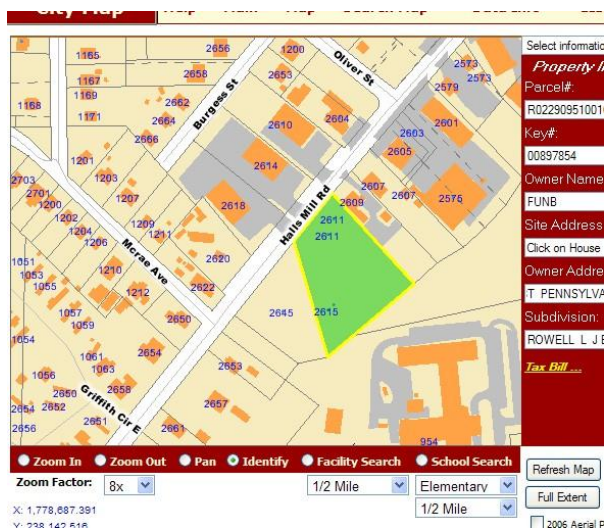 City Map
Select informatio
Property I
Parcel#:
R0229095100
Key#:
00897854
Owner Name
FUNB
Site Address
Click on House
Owner Addre
T PENNSYLVA
Subdivision:
ROWELL L J E
Tax Bill ...
Refresh Map
Full Extent
2006 Aerial P
1165
1167
1169
1168
1171
2656
2658
2662
2664
2666
Burgess St
1200
2653
Oliver St
2610
2604
2614
2618
2573
2573
2579
2603
2601
2605
2607
2607
2609
2575
Halls Mill Rd
2611
2611
2615
2645
1201
1203
2703
2701
1200
1202
1204
1206
1207
1209
1211
Mcrae Ave
2620
2622
1051
1053
1055
1210
1212
1057
1059
2650
1054
1061
1063
2654
1056
2658
2653
2650
2654
2652
2651
2656
Griffith Cir E
2657
2661
954
Zoom In
Zoom Out
Pan
Identify
Facility Search
School Search
Zoom Factor:
8x
1/2 Mile
Elementary
1/2 Mile
X: 1,778,687.391
Y: 238,142.516